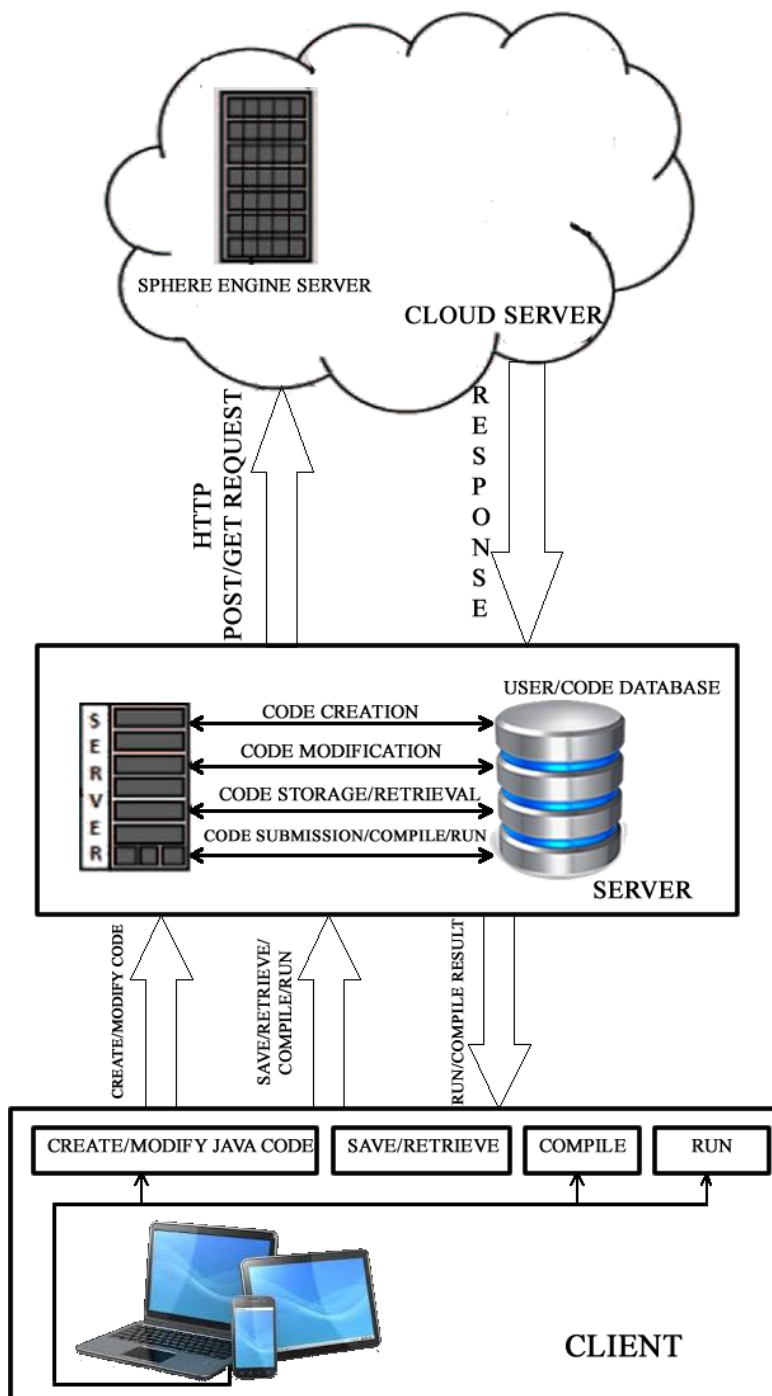 SPHERE ENGINE SERVER
CLOUD SERVER
HTTP
POST/GET REQUEST
RESPONSE
USER/CODE DATABASE
SERVER
CODE CREATION
CODE MODIFICATION
CODE STORAGE/RETRIEVAL
CODE SUBMISSION/COMPILE/RUN
SERVER
CREATE/MODIFY CODE
SAVE/RETRIEVE/
COMPILE/RUN
RUN/COMPILE RESULT
CREATE/MODIFY JAVA CODE
SAVE/RETRIEVE
COMPILE
RUN
CLIENT